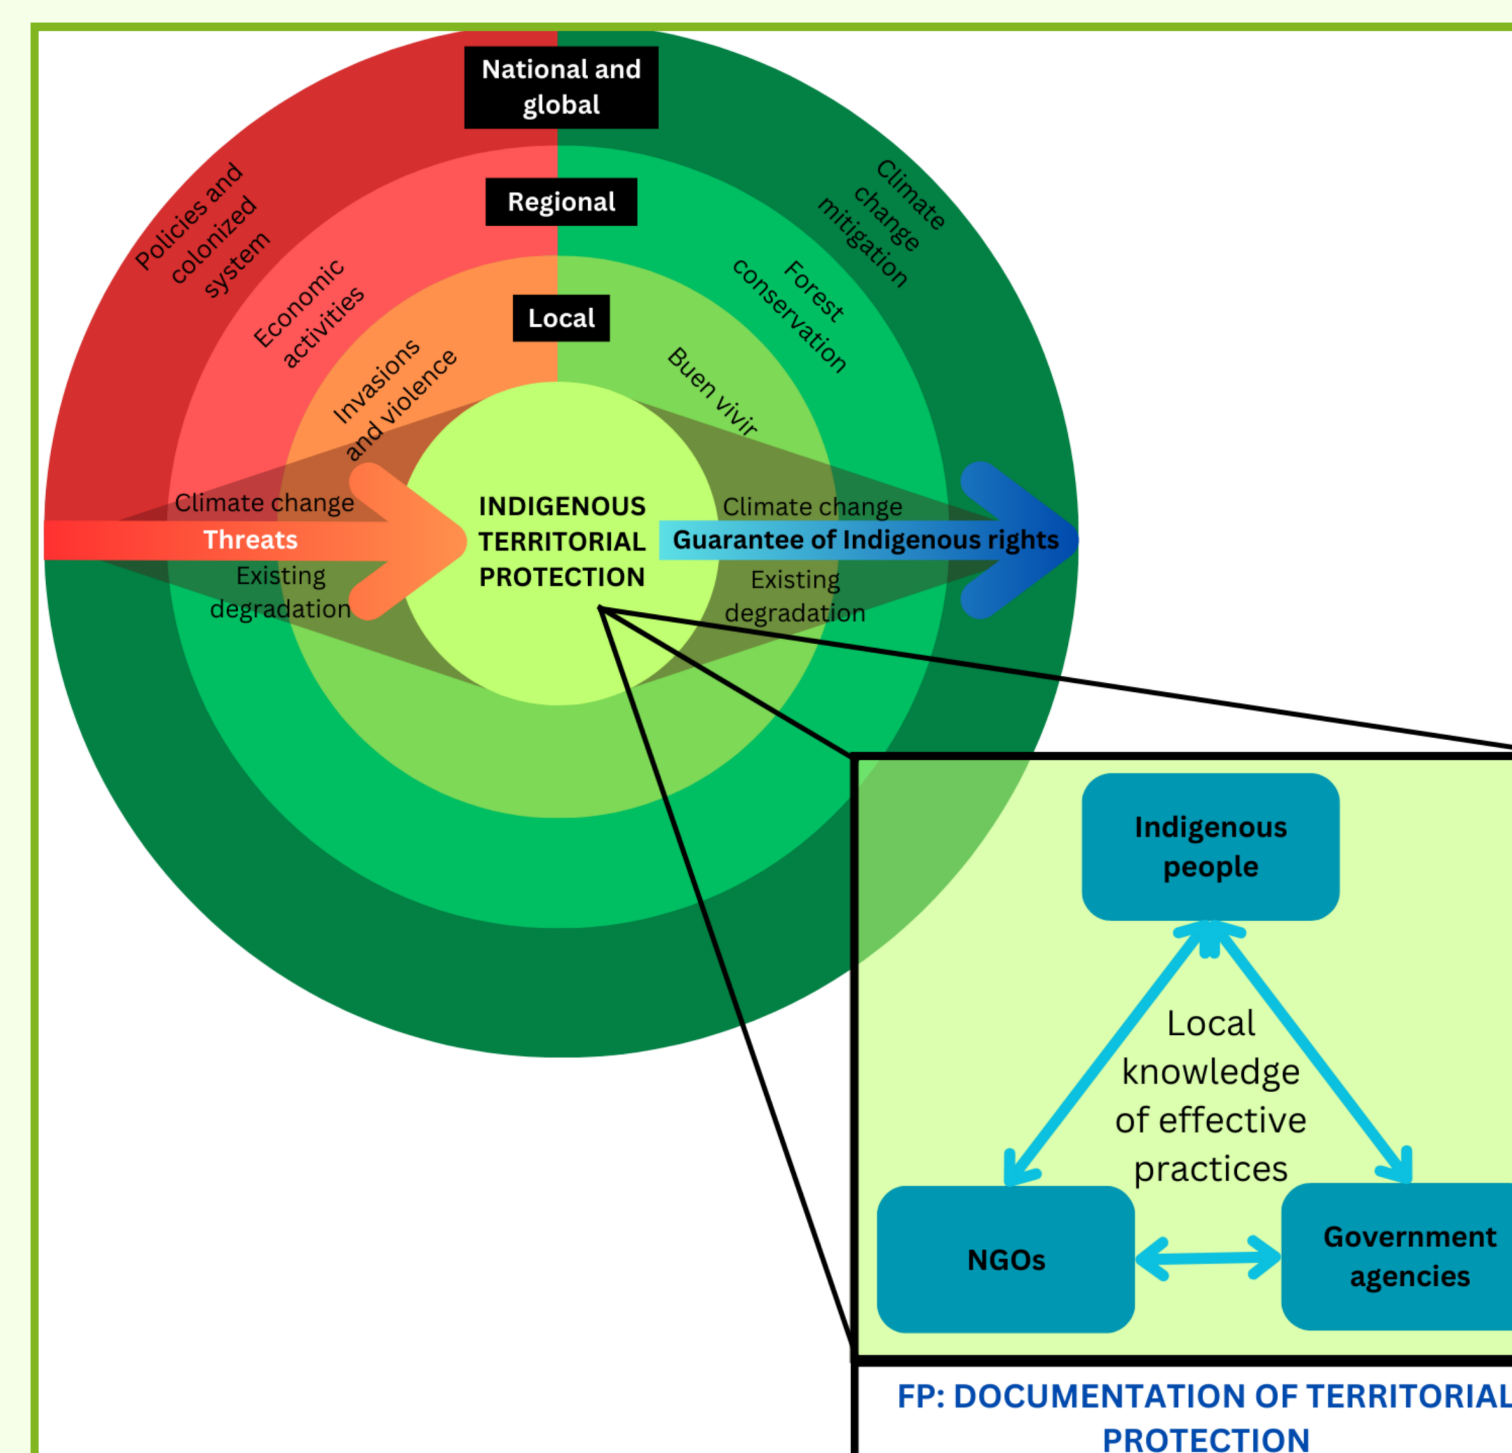 National and
global
Regional
Local
Policies and
colonized
system
Economic
activities
Invasions
and violence
Climate
change
mitigation
Forest
conservation
Buen vivir
Climate change
Threats
Existing
degradation
INDIGENOUS
TERRITORIAL
PROTECTION
Climate change
Guarantee of Indigenous rights
Existing
degradation
Indigenous
people
Local
knowledge
of effective
practices
NGOs
Government
agencies
FP: DOCUMENTATION OF TERRITORIAL
PROTECTION